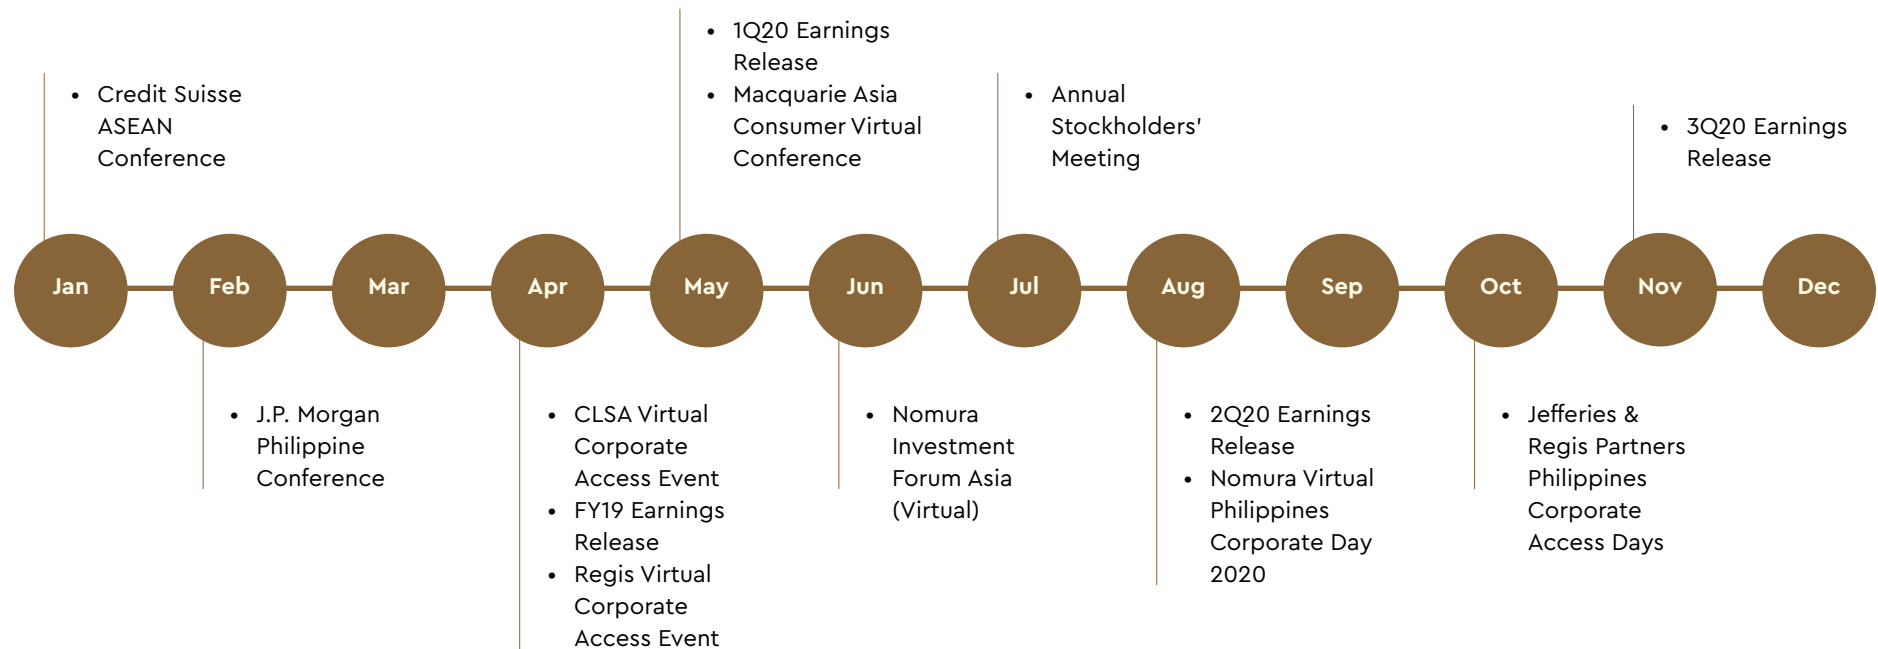 • 1Q20 Earnings
Release
• Macquarie Asia
Consumer Virtual
Conference
• Credit Suisse
ASEAN
Conference
• Annual
Stockholders'
Meeting
• 3Q20 Earnings
Release
Jan
Feb
Mar
Apr
May
Jun
Jul
Aug
Sep
Oct
Nov
Dec
• J.P. Morgan
Philippine
Conference
• CLSA Virtual
Corporate
Access Event
• FY19 Earnings
Release
• Regis Virtual
Corporate
Access Event
• Nomura
Investment
Forum Asia
(Virtual)
• 2Q20 Earnings
Release
• Nomura Virtual
Philippines
Corporate Day
2020
• Jefferies &
Regis Partners
Philippines
Corporate
Access Days